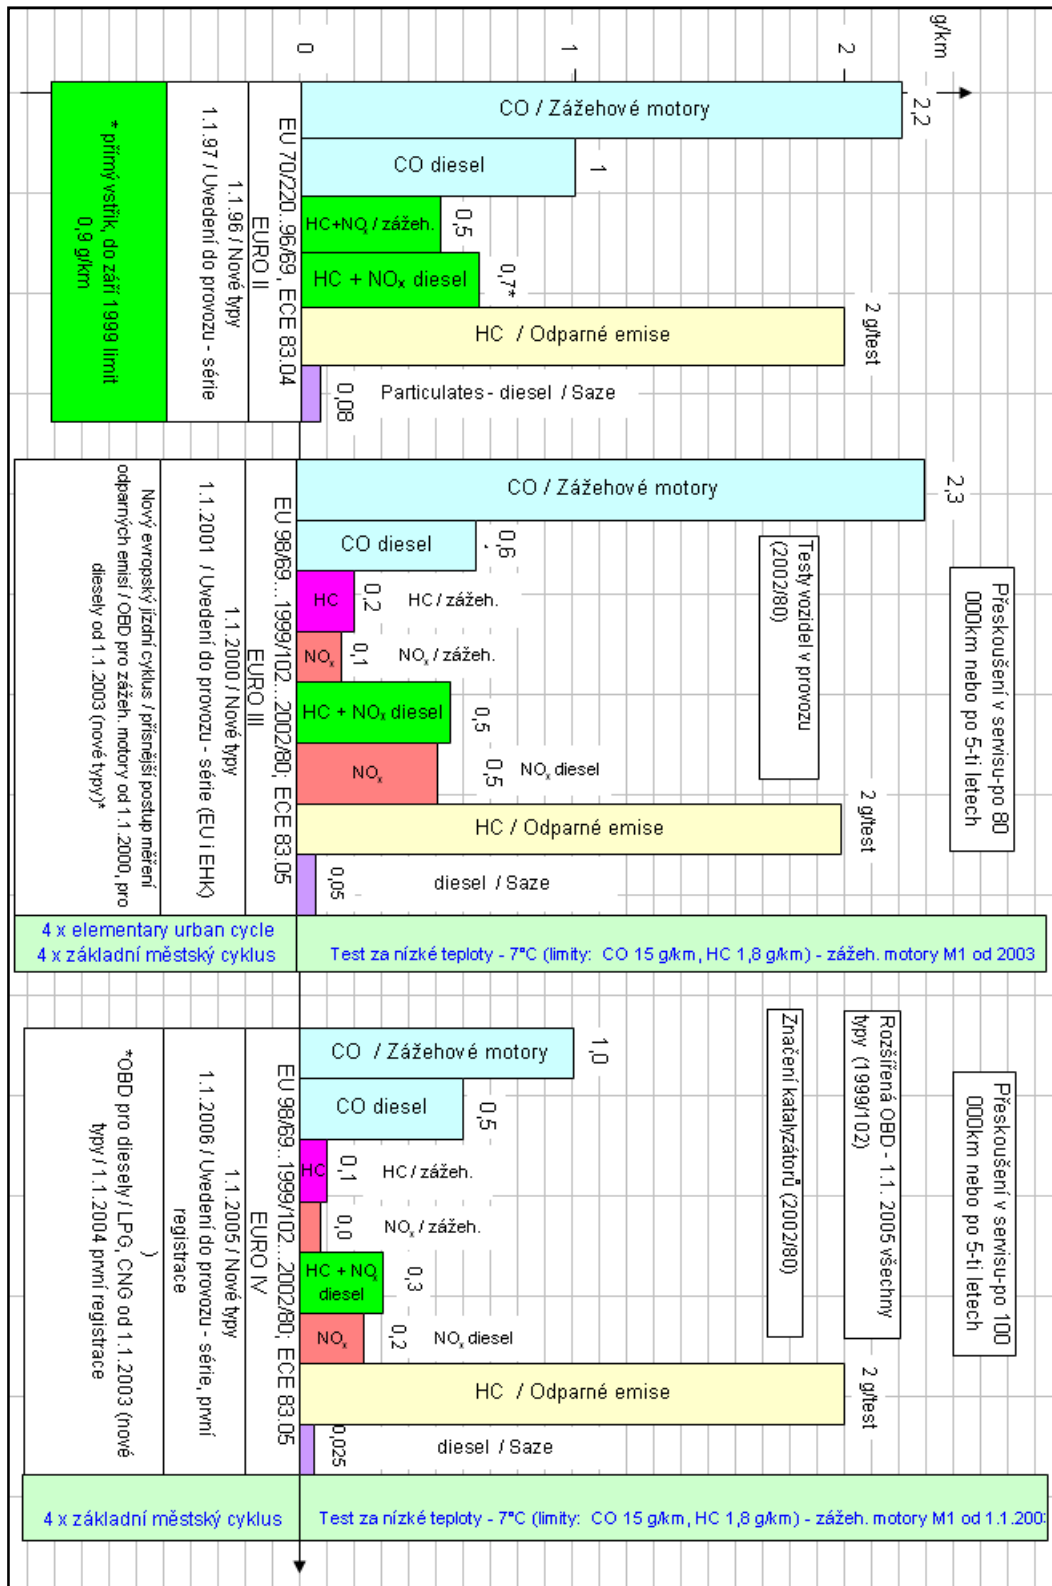 g/km
0
1
2
CO / Zážehové motory
2,2
CO diesel
1
HC+NOx / zážeh.
0,5
HC + NOx diesel
0,7*
HC / Odparné emise
2 g/test
Particulates - diesel / Saze
0,08
EU 70/220...96/69, ECE 83.04
EURO II
1.1.96 / Nové typy
1.1.97 / Uvedení do provozu - série
* přímý vstřik, do září 1999 limit
0,9 g/km
CO / Zážehové motory
2,3
CO diesel
0,6
HC
0,2
HC / zážeh.
NOx
0,1
NOx / zážeh.
HC + NOx diesel
0,5
NOx
0,5
NOx diesel
HC / Odparné emise
2 g/test
diesel / Saze
0,05
Testy vozidel v provozu
(2002/80)
Přeskoušení v servisu-po 80
000km nebo po 5-ti letech
EU 98/69... 1999/102... 2002/80; ECE 83.05
EURO III
1.1.2000 / Nové typy
1.1.2001 / Uvedení do provozu - série (EU i EHK)
Nový evropský jízdní cyklus / přísnější postup měření
odparných emisí / OBD pro zážeh. motory od 1.1.2000, pro
diesely od 1.1.2003 (nové typy)*
4 x elementary urban cycle
4 x základní městský cyklus
Test za nízké teploty - 7°C (limity: CO 15 g/km, HC 1,8 g/km) - zážeh. motory M1 od 2003
CO / Zážehové motory
1,0
CO diesel
0,5
HC
0,1
HC / zážeh.
0,0
NOx / zážeh.
HC + NOx
diesel
0,3
NOx
0,2
NOx diesel
HC / Odparné emise
2 g/test
diesel / Saze
0,025
Značení katalyzátorů (2002/80)
Rozšířená OBD - 1.1. 2005 všechny
typy (1999/102)
Přeskoušení v servisu-po 100
000km nebo po 5-ti letech
EU 98/69... 1999/102... 2002/80; ECE 83.05
EURO IV
1.1.2005 / Nové typy
1.1.2006 / Uvedení do provozu - série, první
registrace
)
*OBD pro diesely / LPG, CNG od 1.1.2003 (nové
typy / 1.1.2004 první registrace
4 x základní městský cyklus
Test za nízké teploty - 7°C (limity: CO 15 g/km, HC 1,8 g/km) - zážeh. motory M1 od 1.1.200